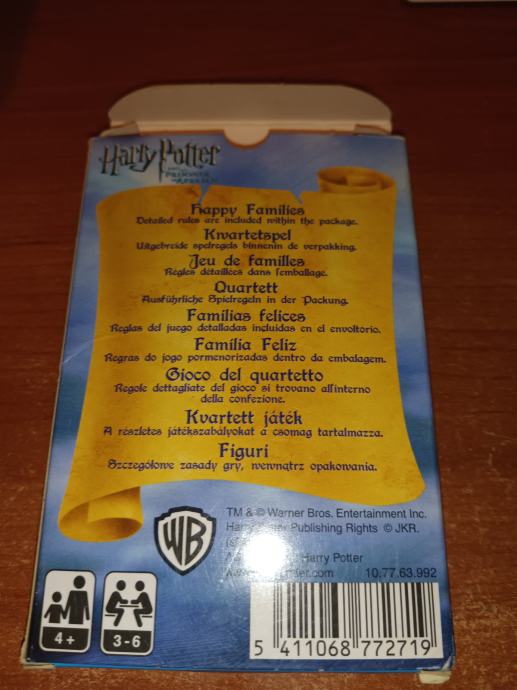 Harry Potter
AND THE
PRISONER
OF AZKABAN
Happy Families
Detailed rules are included within the package.
Kwartetspel
Uitgebreide spelregels binnenin de verpakking.
Jeu de familles
Règles détaillées dans l'emballage.
Quartett
Ausführliche Spielregeln in der Packung.
Famílias felices
Reglas del juego detalladas incluidas en el envoltorio.
Família Feliz
Regras do jogo pormenorizadas dentro da embalagem.
Gioco del quartetto
Regole dettagliate del gioco si trovano all'interno
della confezione.
Kvartett játék
A részletes játékszabályokat a csomag tartalmazza.
Figuri
Szczegółowe zasady gry, wewnątrz opakowania.
TM & © Warner Bros. Entertainment Inc.
Publishing Rights © JKR.
Harry Potter
10.77.63.992
WB
4+
3-6
5 411068 772719